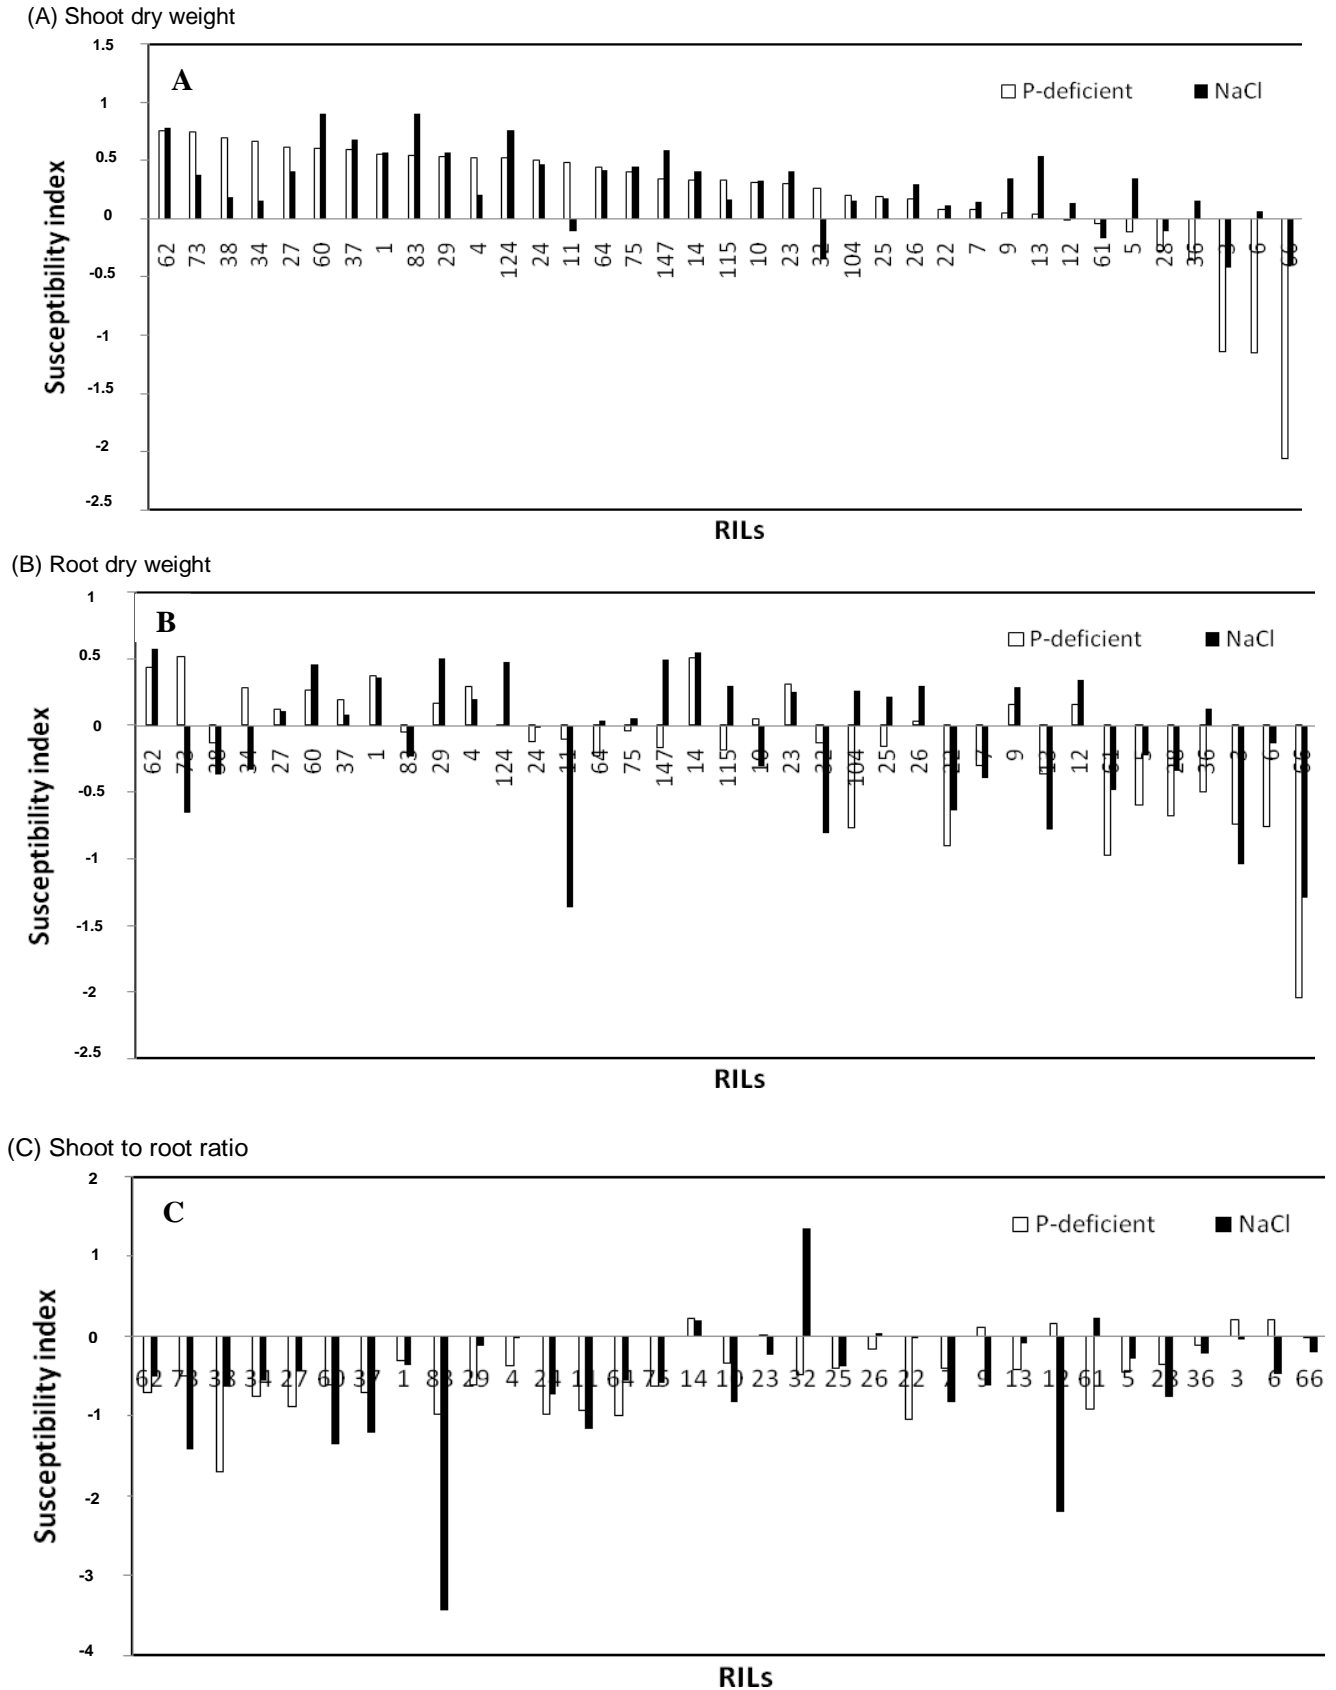 (A) Shoot dry weight
1.5
1
0.5
0
-0.5
-1
-1.5
-2
-2.5
Susceptibility index
A
P-deficient NaCl
62 73 38 34 27 60 37 1 83 29 4 124 24 11 64 75 147 14 115 10 23 32 104 25 26 22 7 9 13 12 61 5 28 36 3 6 66
RILs
(B) Root dry weight
1
0.5
0
-0.5
-1
-1.5
-2
-2.5
Susceptibility index
B
P-deficient NaCl
62 73 38 34 27 60 37 1 83 29 4 124 24 11 64 75 147 14 115 10 23 32 104 25 26 22 7 9 13 12 61 5 28 36 3 6 66
RILs
(C) Shoot to root ratio
2
1
0
-1
-2
-3
-4
Susceptibility index
C
P-deficient NaCl
62 73 38 34 27 60 37 1 83 29 4 24 11 64 75 14 10 23 32 25 26 22 7 9 13 12 61 5 28 36 3 6 66
RILs